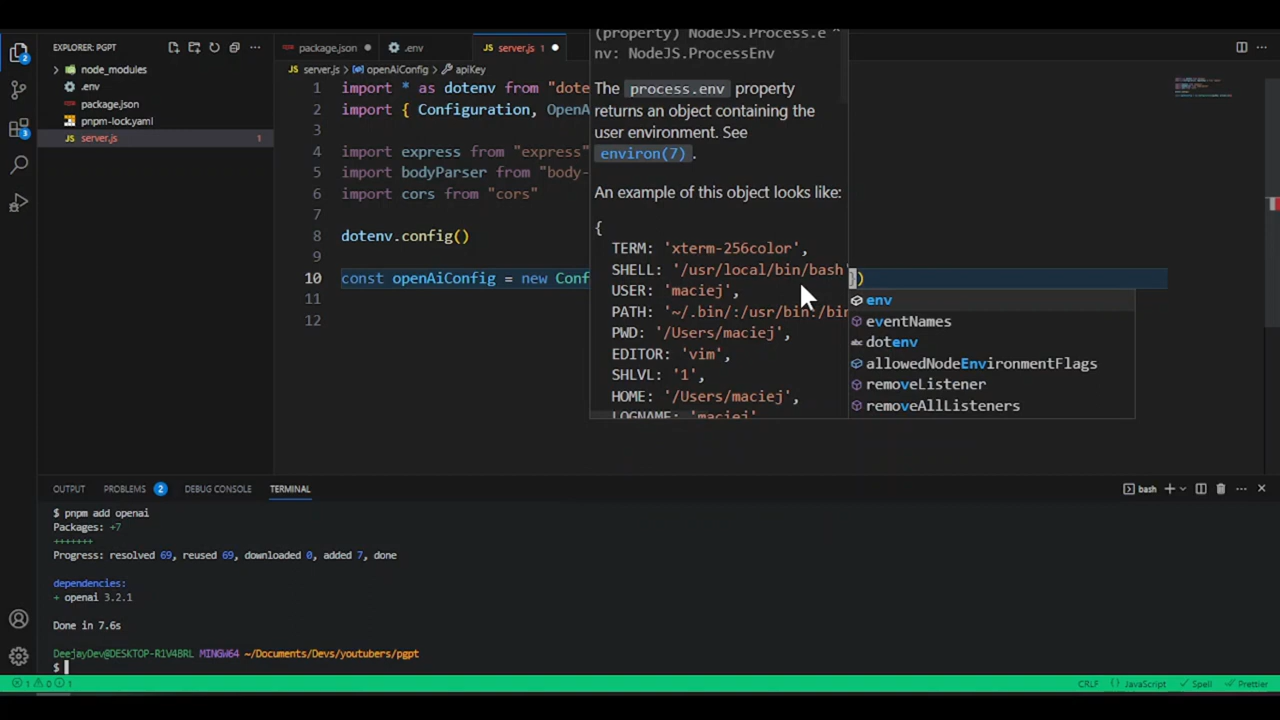 EXPLORER: PGPT
node_modules
.env
package.json
pnpm-lock.yaml
server.js 1
2
3
package.json
.env
server.js 1
server.js > openAiConfig > apiKey
1 import * as dotenv from "dote
2 import { Configuration, OpenA
3
4 import express from "express"
5 import bodyParser from "body-
6 import cors from "cors"
7
8 dotenv.config()
9
10 const openAiConfig = new Conf })
11
12
(property) NodeJS.Process.e
nv: NodeJS.ProcessEnv
The process.env property
returns an object containing the
user environment. See
environ(7) .
An example of this object looks like:
{
TERM: 'xterm-256color',
SHELL: '/usr/local/bin/bash'
USER: 'maciej',
PATH: '~/.bin/:/usr/bin:/bin
PWD: '/Users/maciej',
EDITOR: 'vim',
SHLVL: '1',
HOME: '/Users/maciej',
LOGNAME: 'maciej'
env
eventNames
dotenv
allowedNodeEnvironmentFlags
removeListener
removeAllListeners
OUTPUT PROBLEMS 2 DEBUG CONSOLE TERMINAL
bash
$ pnpm add openai
Packages: +7
+++++++
Progress: resolved 69, reused 69, downloaded 0, added 7, done
dependencies:
+ openai 3.2.1
Done in 7.6s
DeejayDev@DESKTOP-R1V4BRL MINGW64 ~/Documents/Devs/youtubers/pgpt
$
1 0 1
CRLF {} JavaScript Spell Prettier